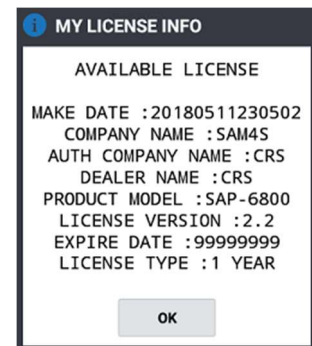 i MY LICENSE INFO
AVAILABLE LICENSE
MAKE DATE :20180511230502
COMPANY NAME :SAM4S
AUTH COMPANY NAME :CRS
DEALER NAME :CRS
PRODUCT MODEL :SAP-6800
LICENSE VERSION :2.2
EXPIRE DATE :99999999
LICENSE TYPE :1 YEAR
OK